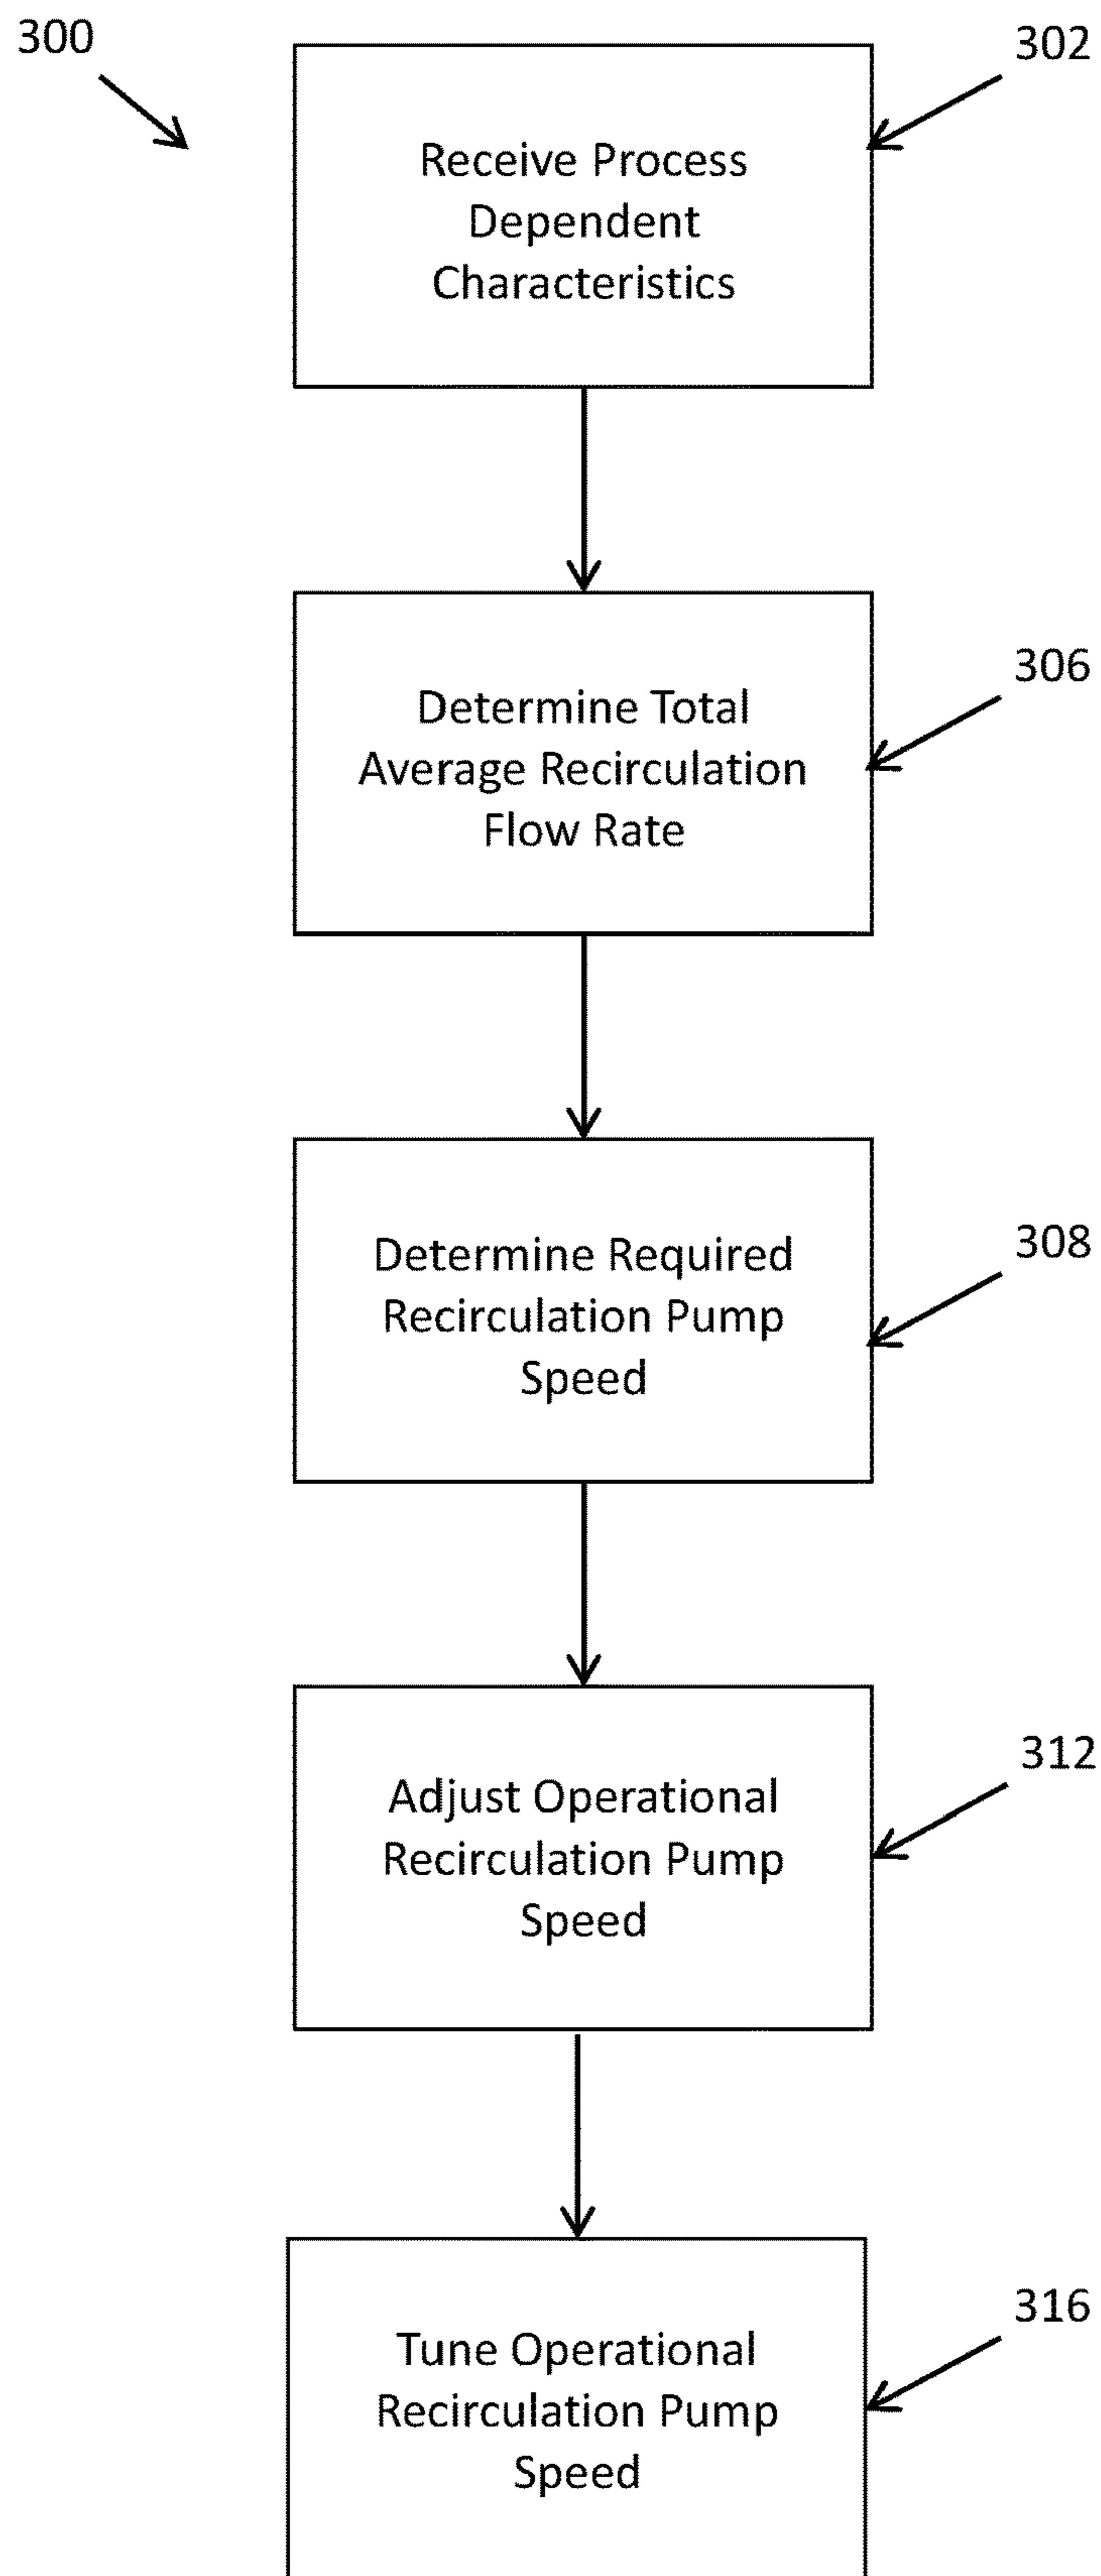 300
302
Receive Process
Dependent
Characteristics
306
Determine Total
Average Recirculation
Flow Rate
308
Determine Required
Recirculation Pump
Speed
312
Adjust Operational
Recirculation Pump
Speed
316
Tune Operational
Recirculation Pump
Speed